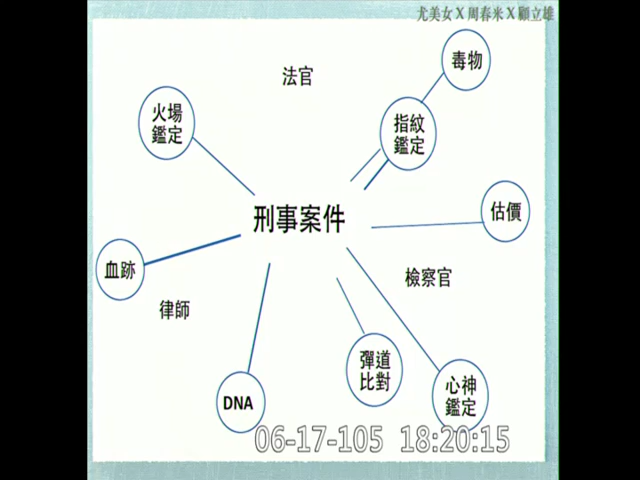 尤美女 X 周春米 X 顧立雄
毒物
法官
火場
鑑定
指紋
鑑定
刑事案件
估價
血跡
檢察官
律師
彈道
比對
心神
鑑定
DNA
06-17-105 18:20:15